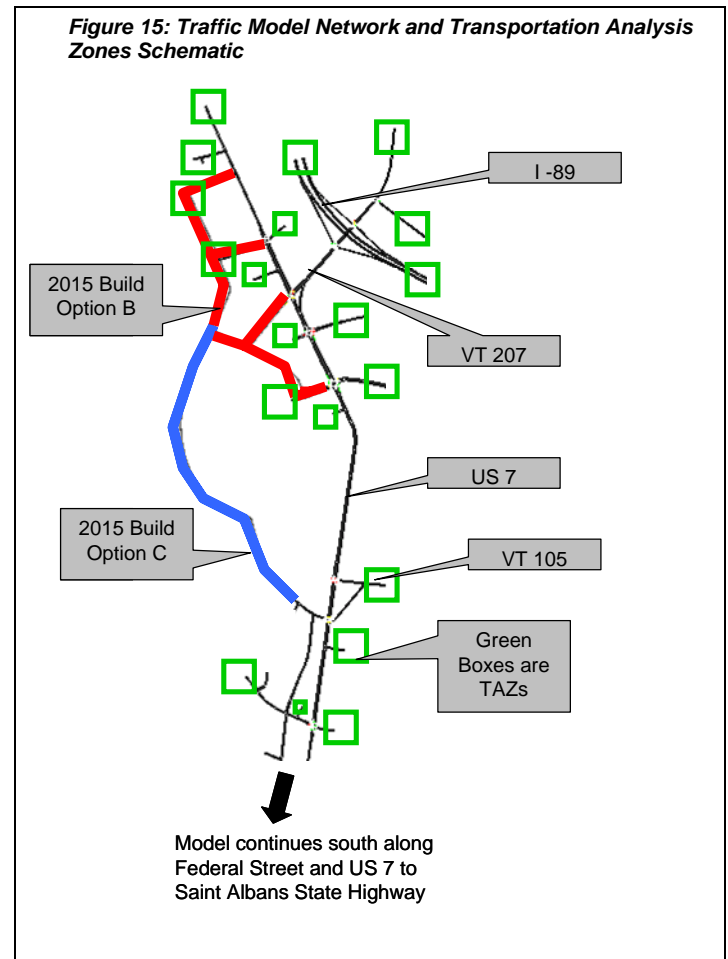 Figure 15: Traffic Model Network and Transportation Analysis
Zones Schematic
I -89
2015 Build
Option B
VT 207
US 7
2015 Build
Option C
VT 105
Green
Boxes are
TAZs
Model continues south along
Federal Street and US 7 to
Saint Albans State Highway